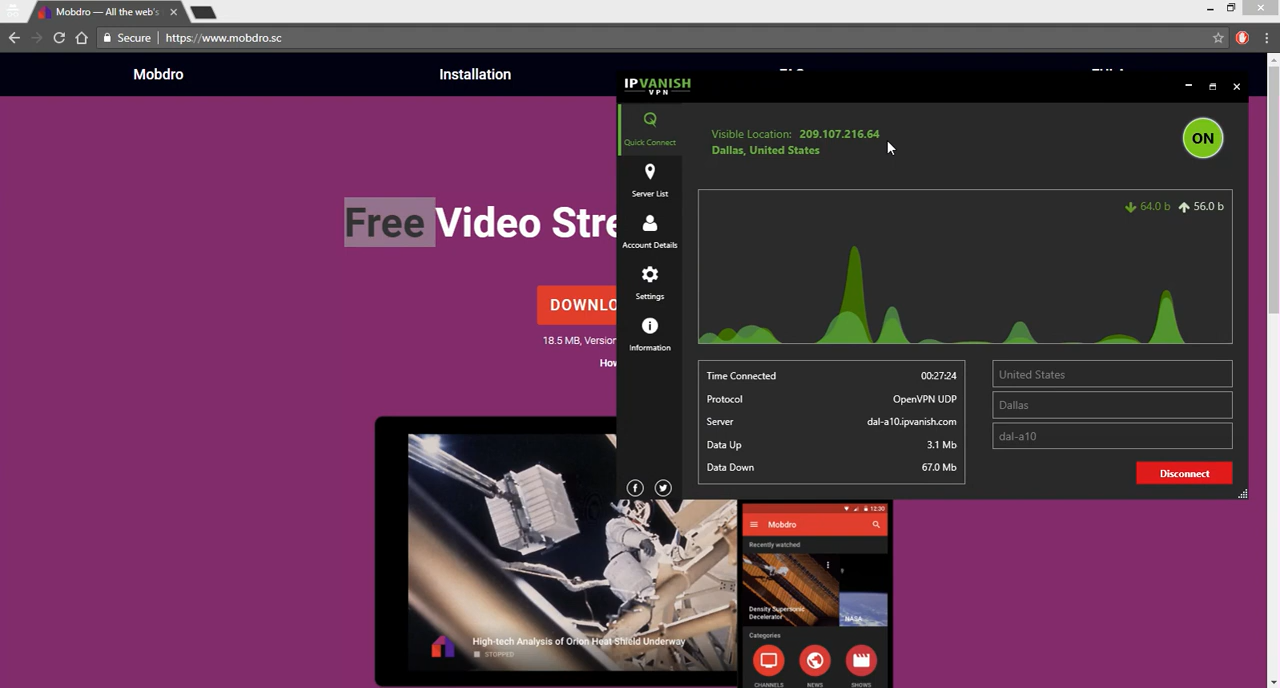 Mobdro — All the web's
Secure
https://www.mobdro.sc
Mobdro
Installation
Free Video Stre
DOWNLO
18.5 MB, Version
How
IPVANISH
VPN
Quick Connect
Server List
Account Details
Settings
Information
Visible Location: 209.107.216.64
Dallas, United States
ON
64.0 b
56.0 b
Time Connected 00:27:24
Protocol OpenVPN UDP
Server dal-a10.ipvanish.com
Data Up 3.1 Mb
Data Down 67.0 Mb
United States
Dallas
dal-a10
Disconnect
High-tech Analysis of Orion Heat Shield Underway
STOPPED
12:30
Mobdro
Recently watched
Density Supersonic
Decelerator
NASA
Categories
CHANNELS
NEWS
SHOWS